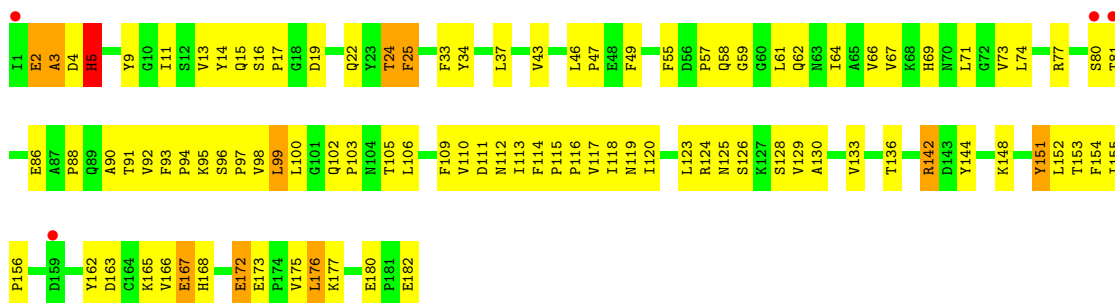 I1 E2 A3 D4 H5 Y9 G10 I11 S12 V13 Y14 Q15 S16 P17 G18 D19 Q22 Y23 T24 F25 F33 Y34 L37 V43 L46 P47 E48 F49 F55 D56 P57 Q58 G59 G60 L61 Q62 N63 I64 A65 V66 V67 K68 H69 N70 L71 G72 V73 L74 R77 S80 T81
E86 A87 P88 Q89 A90 T91 V92 F93 P94 K95 S96 P97 V98 L99 L100 G101 Q102 P103 N104 T105 L106 F109 V110 D111 N112 I113 F114 P115 P116 V117 I118 N119 I120 L123 R124 N125 S126 K127 S128 V129 A130 V133 T136 R142 D143 Y144 K148 Y151 L152 T153 F154 I155
P156 D159 Y162 D163 C164 K165 V166 E167 H168 E172 E173 P174 V175 L176 K177 E180 P181 E182